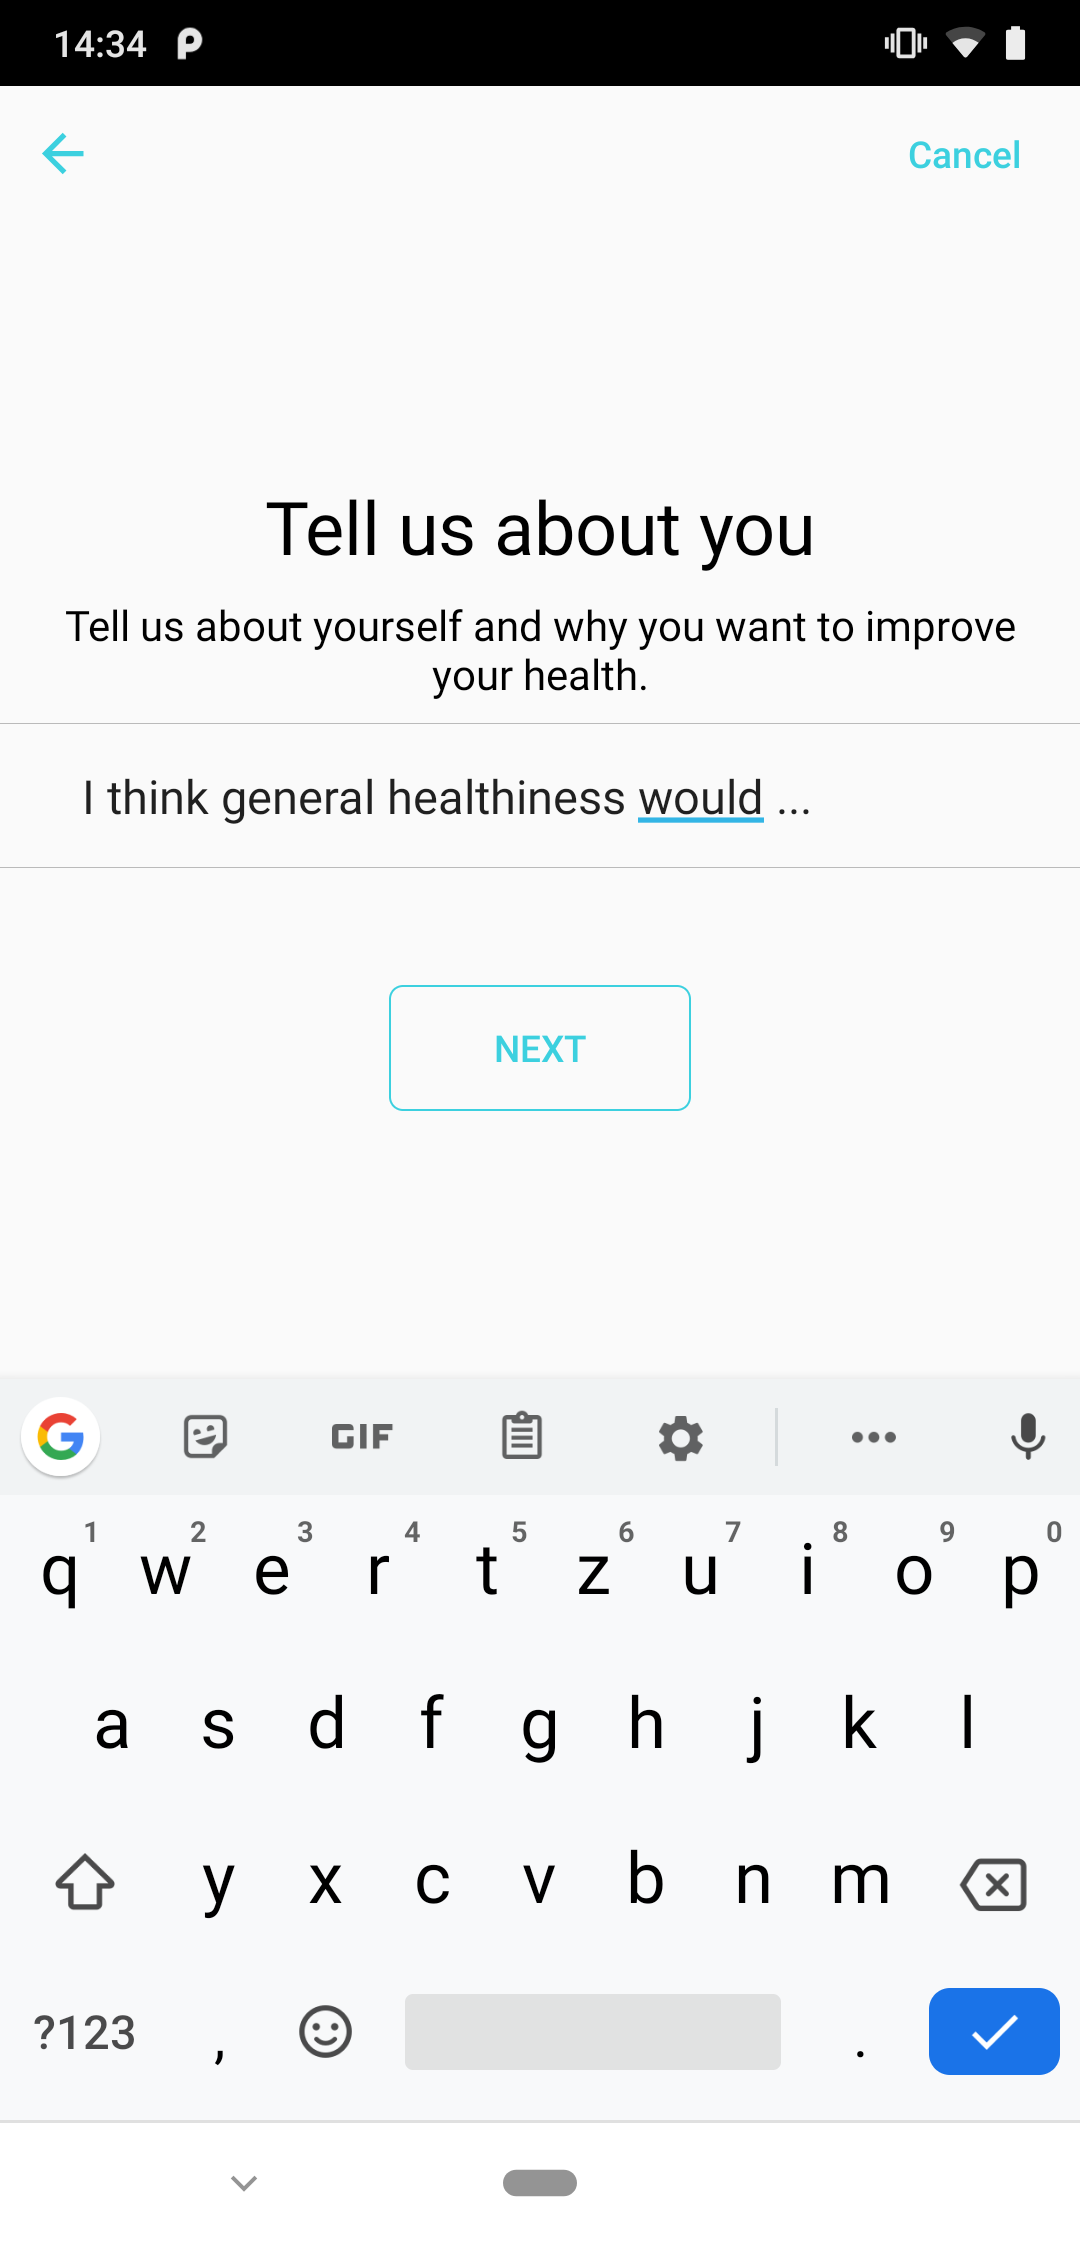 14:34
Cancel
Tell us about you
Tell us about yourself and why you want to improve
your health.
I think general healthiness would ...
NEXT
GIF
1 2 3 4 5 6 7 8 9 0
q w e r t z u i o p
a s d f g h j k l
y x c v b n m
?123 , .